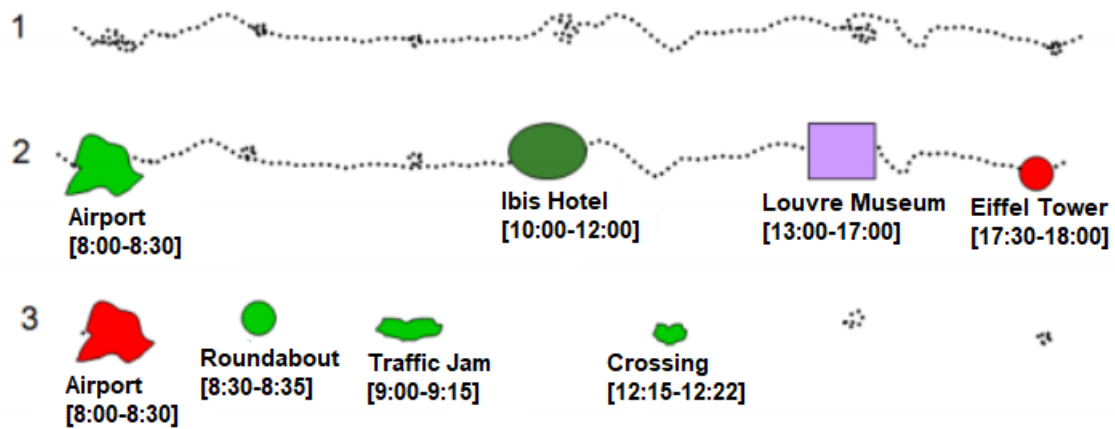 1
2
Airport
[8:00-8:30]
Ibis Hotel
[10:00-12:00]
Louvre Museum
[13:00-17:00]
Eiffel Tower
[17:30-18:00]
3
Airport
[8:00-8:30]
Roundabout
[8:30-8:35]
Traffic Jam
[9:00-9:15]
Crossing
[12:15-12:22]